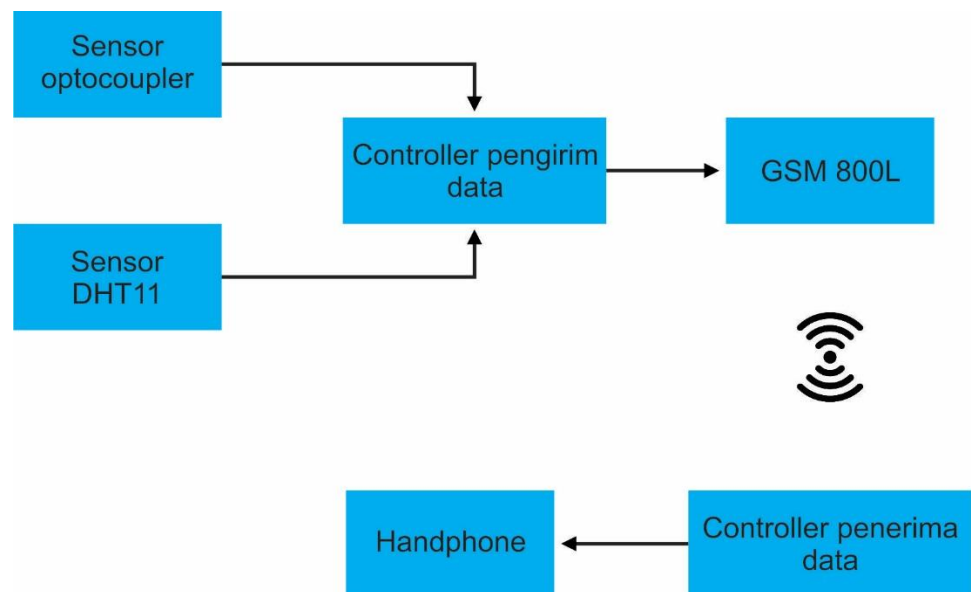 Sensor
optocoupler
Controller pengirim
data
GSM 800L
Sensor
DHT11
Handphone
Controller penerima
data